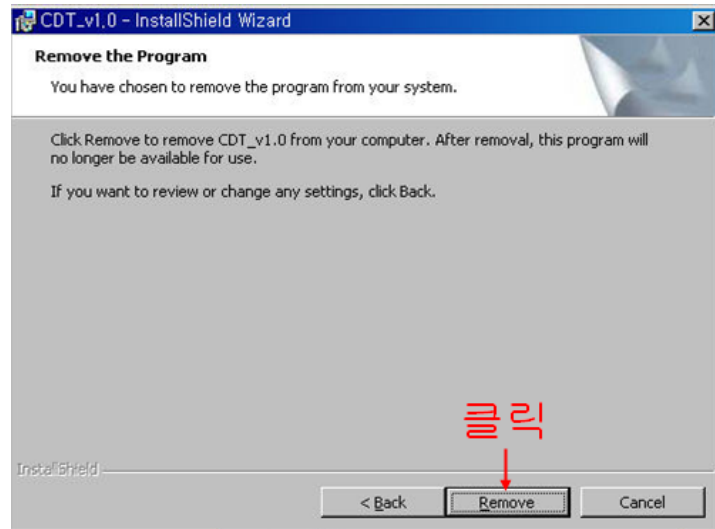 CDT_v1.0 - InstallShield Wizard
Remove the Program
You have chosen to remove the program from your system.
Click Remove to remove CDT_v1.0 from your computer. After removal, this program will
no longer be available for use.
If you want to review or change any settings, click Back.
클릭
InstallShield
< Back
Remove
Cancel